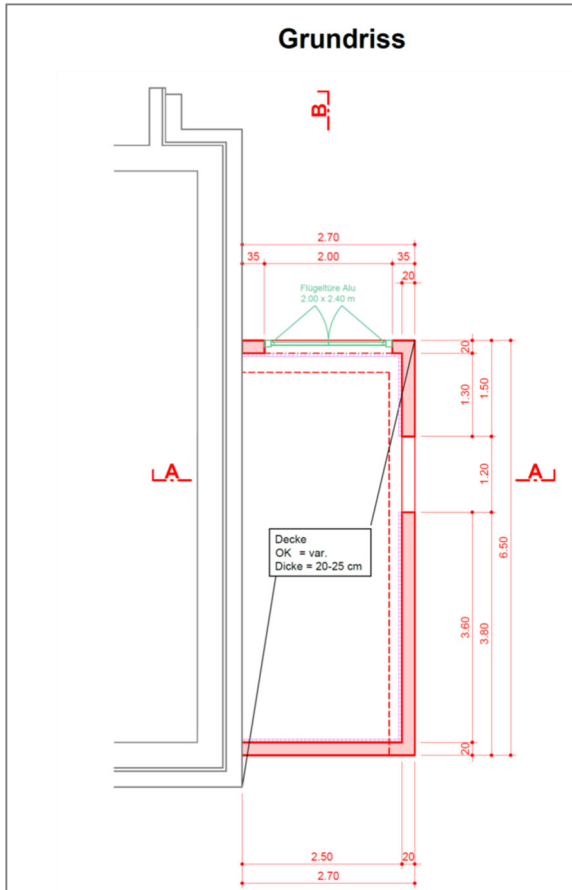 Grundriss
B
2.70
35
2.00
35
20
Flügeltüre Alu
2.00 x 2.40 m
20
1.30
1.50
A
1.20
A
6.50
Decke
OK = var.
Dicke = 20-25 cm
3.60
3.80
20
2.50
20
2.70